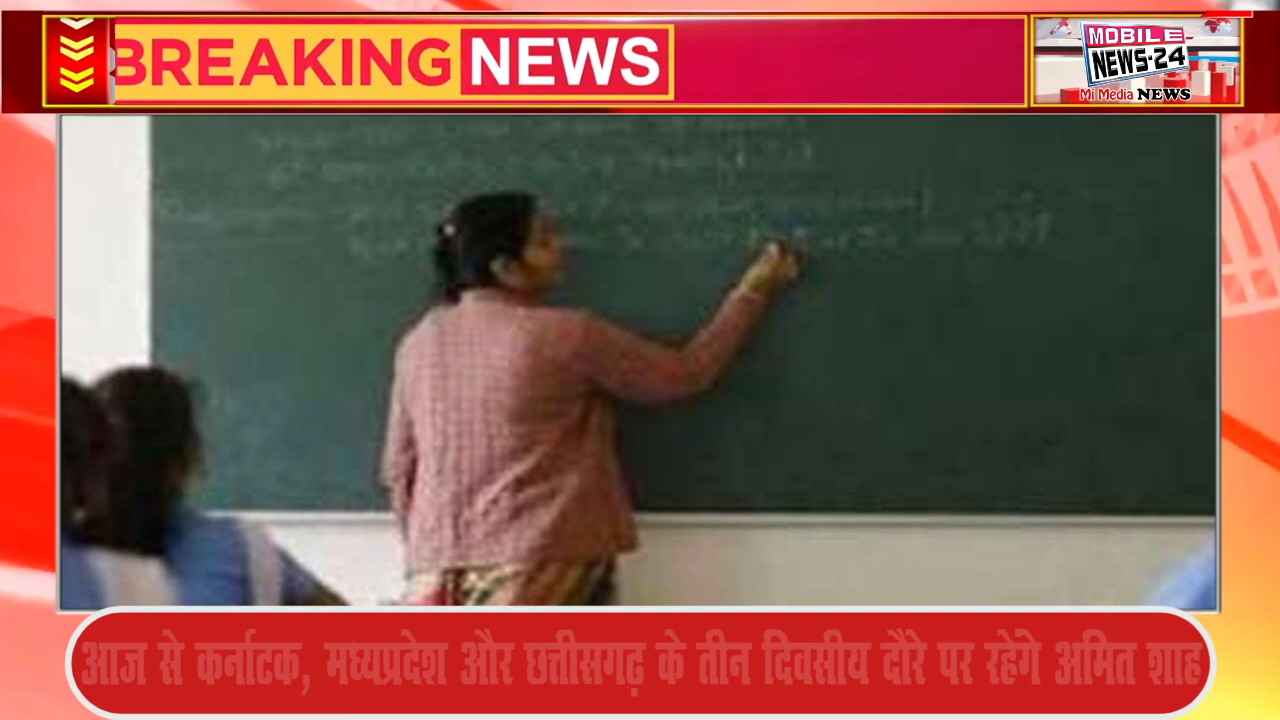 BREAKING NEWS
MOBILE
NEWS-24
Mi Media NEWS
आज से कर्नाटक, मध्यप्रदेश और छत्तीसगढ़ के तीन दिवसीय दौरे पर रहेंगे अमित शाह